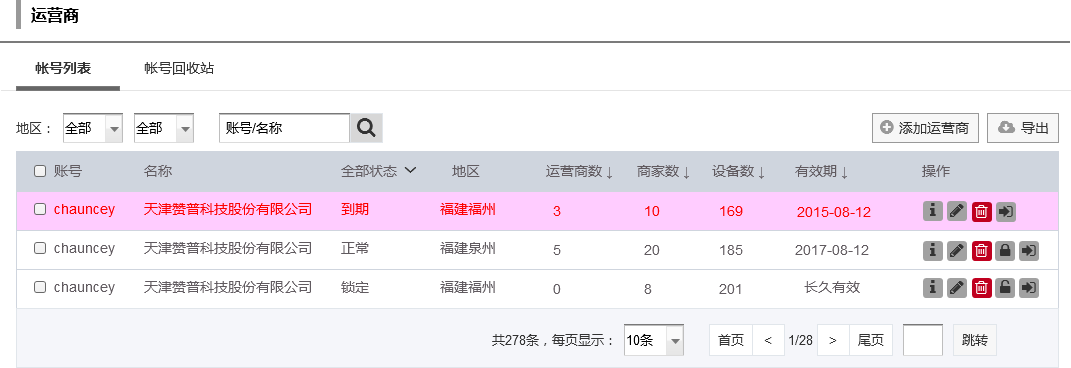 运营商
帐号列表 帐号回收站
地区： 全部 全部 账号/名称 添加运营商 导出
账号 名称 全部状态 地区 运营商数↓ 商家数↓ 设备数↓ 有效期↓ 操作
chauncey 天津赞普科技股份有限公司 到期 福建福州 3 10 169 2015-08-12
chauncey 天津赞普科技股份有限公司 正常 福建泉州 5 20 185 2017-08-12
chauncey 天津赞普科技股份有限公司 锁定 福建福州 0 8 201 长久有效
共278条，每页显示： 10条 首页 < 1/28 > 尾页 跳转